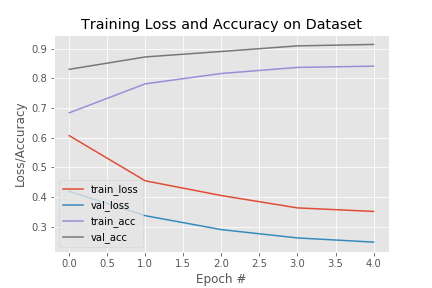 Training Loss and Accuracy on Dataset
0.9
0.8
0.7
0.6
0.5
0.4
0.3
Loss/Accuracy
train_loss
val_loss
train_acc
val_acc
0.0 0.5 1.0 1.5 2.0 2.5 3.0 3.5 4.0
Epoch #